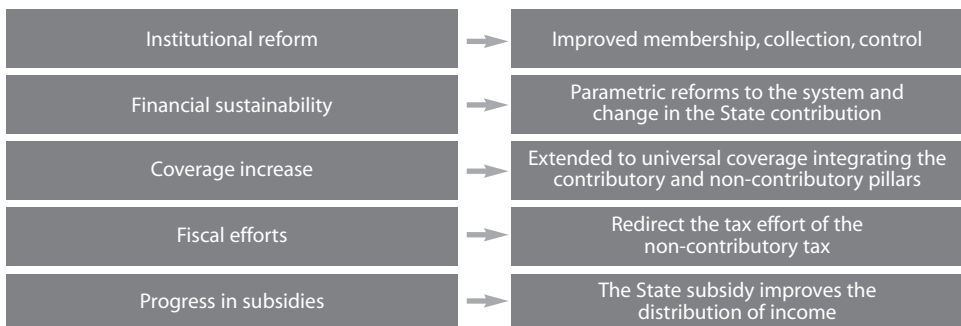 Institutional reform
Improved membership, collection, control
Financial sustainability
Parametric reforms to the system and
change in the State contribution
Coverage increase
Extended to universal coverage integrating the
contributory and non-contributory pillars
Fiscal efforts
Redirect the tax effort of the
non-contributory tax
Progress in subsidies
The State subsidy improves the
distribution of income